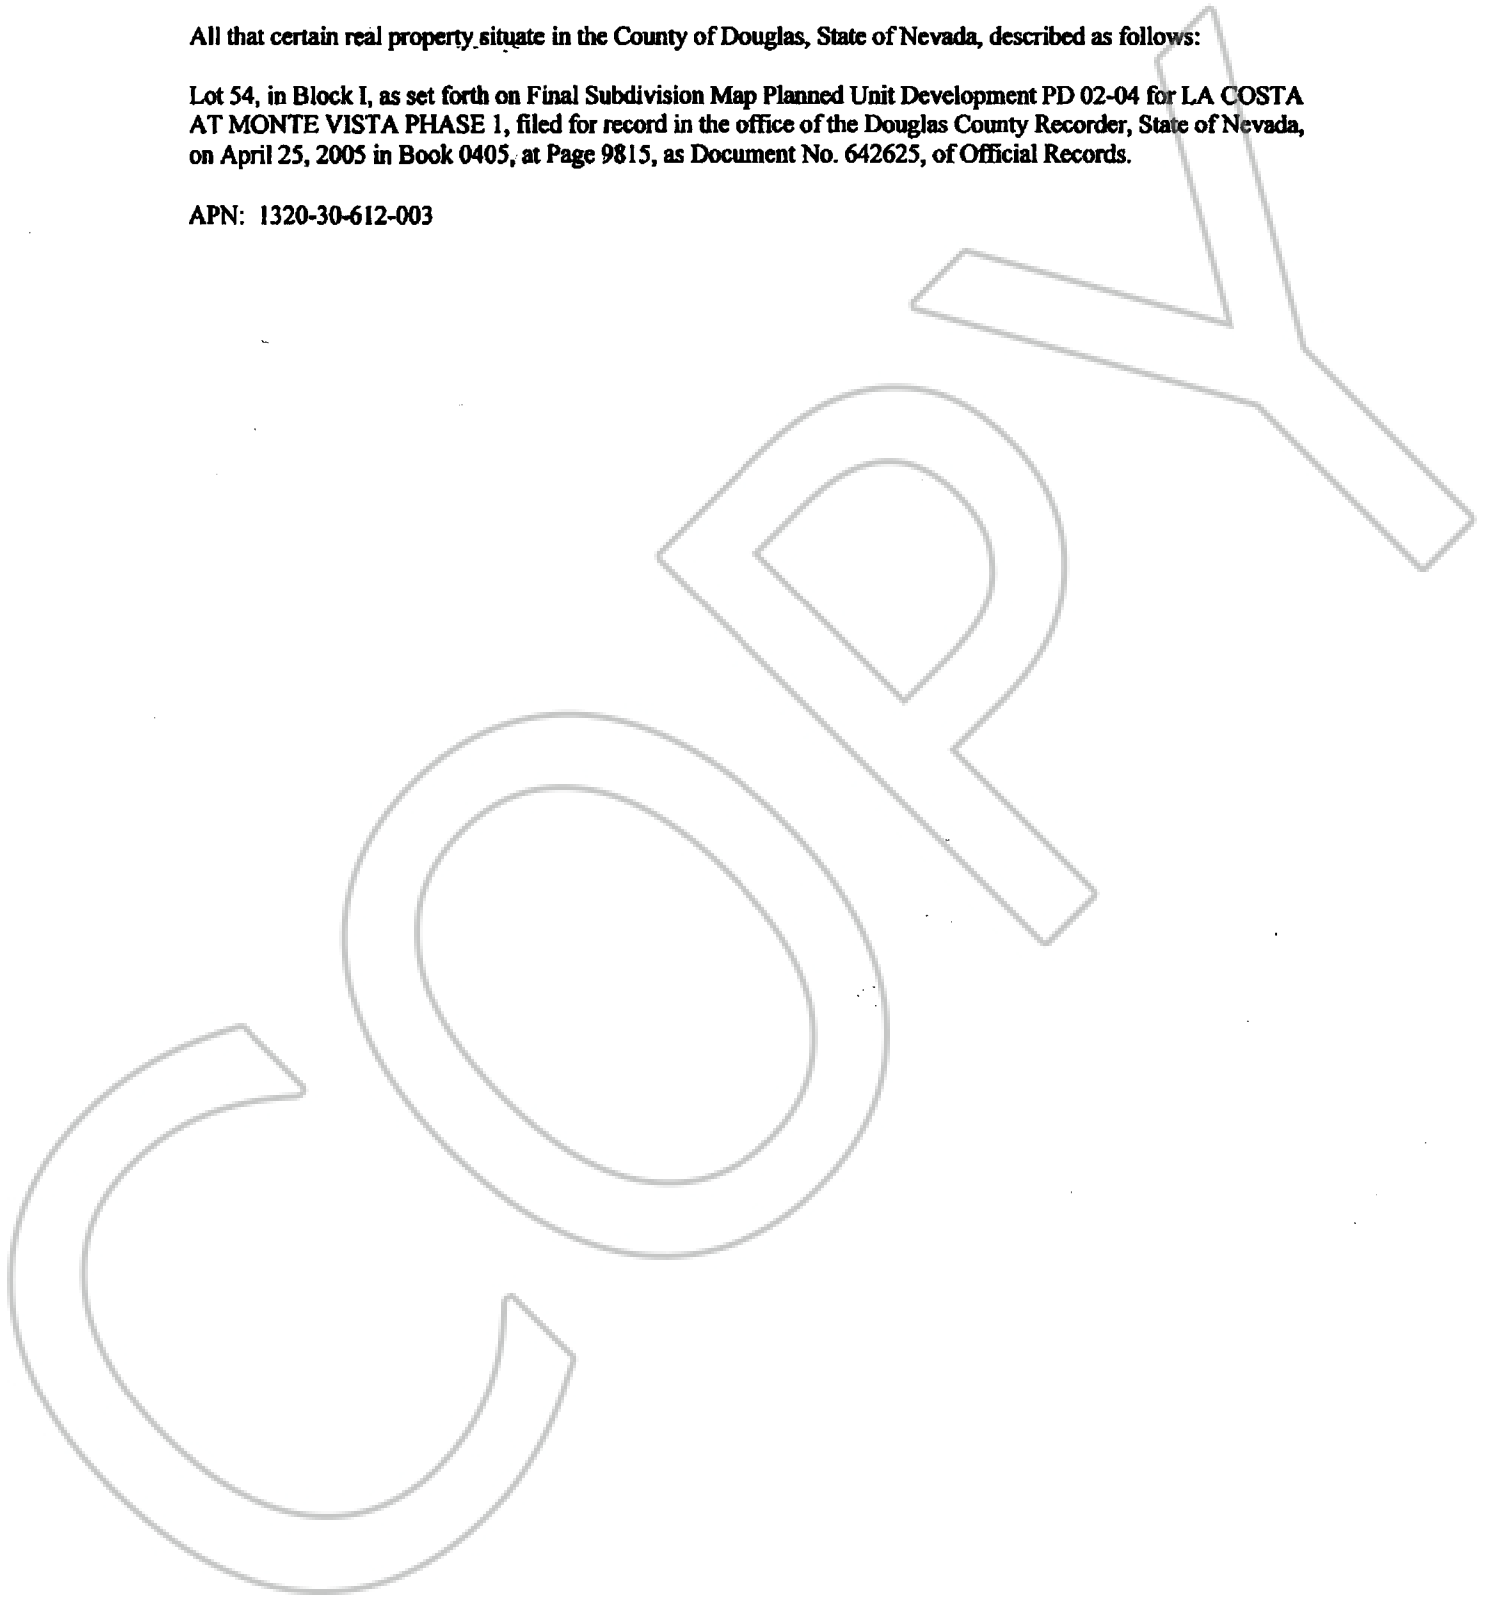 All that certain real property situate in the County of Douglas, State of Nevada, described as follows:
Lot 54, in Block I, as set forth on Final Subdivision Map Planned Unit Development PD 02-04 for LA COSTA
AT MONTE VISTA PHASE 1, filed for record in the office of the Douglas County Recorder, State of Nevada,
on April 25, 2005 in Book 0405, at Page 9815, as Document No. 642625, of Official Records.
APN: 1320-30-612-003
COPY